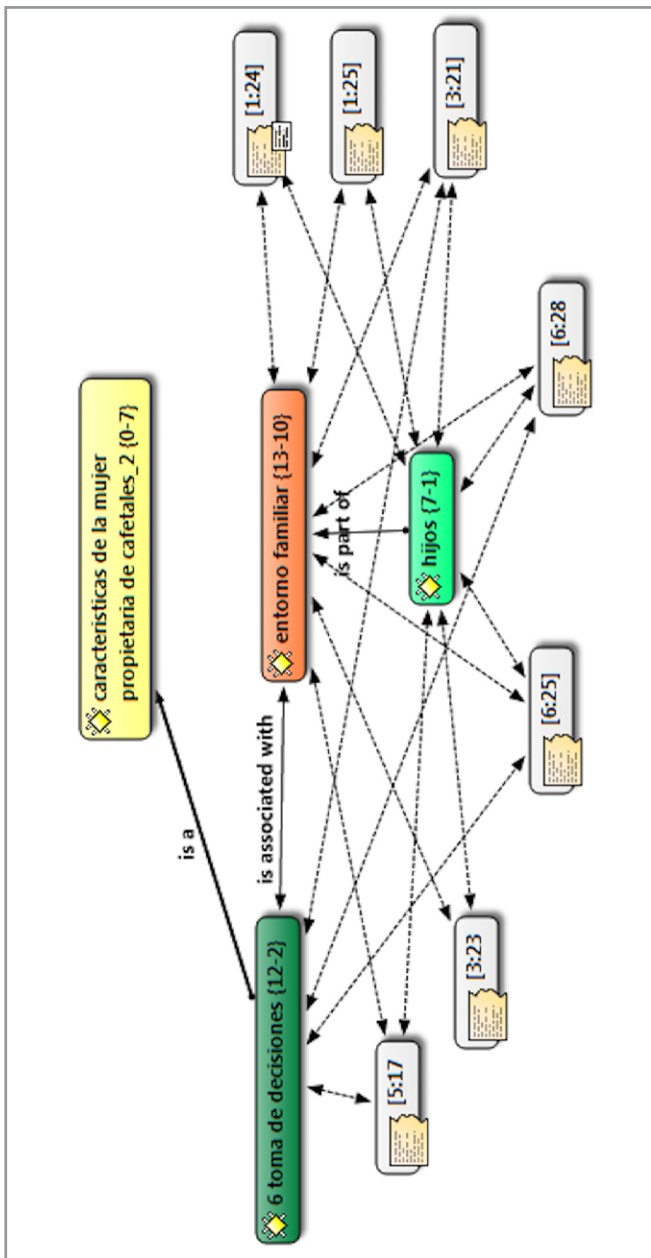 características de la mujer
propietaria de cafetales_2 {0-7}
is a
6 toma de decisiones {12-2}
is associated with
entorno familiar {13-10}
is part of
hijos {7-1}
[1:24]
[1:25]
[3:21]
[5:17]
[3:23
[6:25]
[6:28